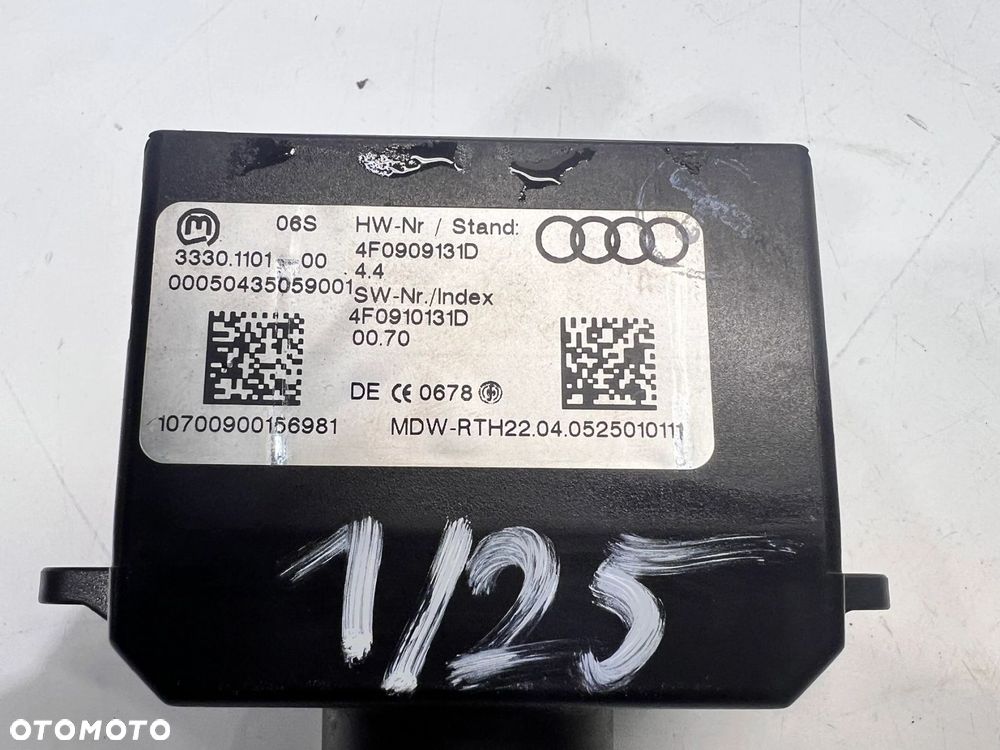 M 06S
3330.1101-00
00050435059001
HW-Nr / Stand:
4F0909131D
4.4
SW-Nr./Index
4F0910131D
00.70
DE CE 0678
10700900156981
MDW-RTH22.04.0525010111
1/25
OTOMOTO